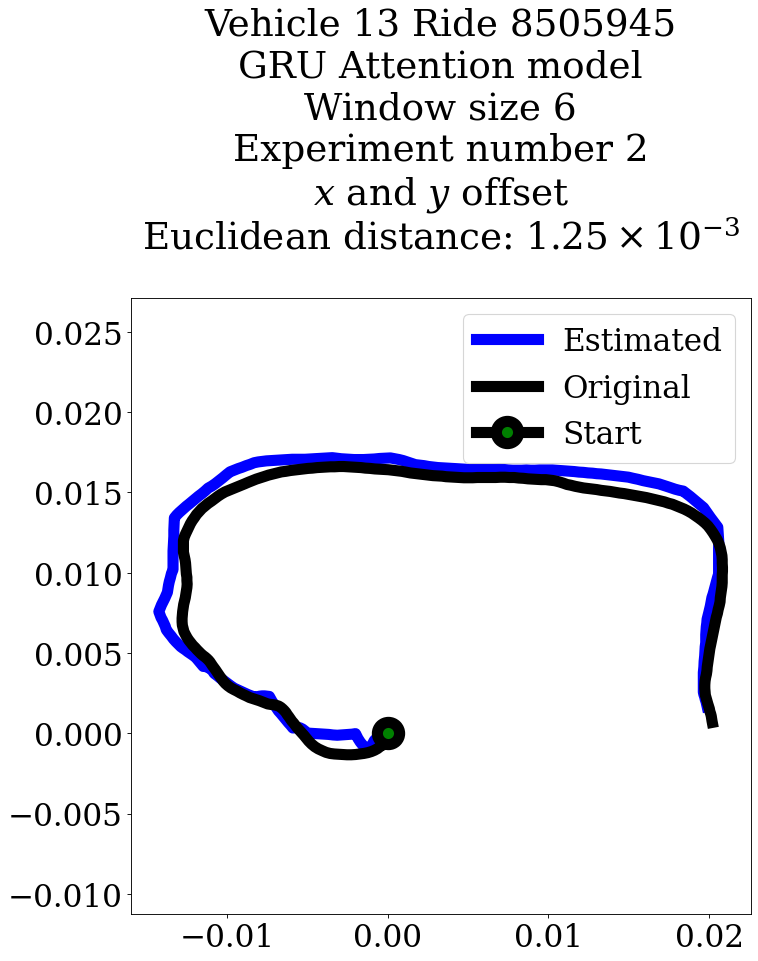 Vehicle 13 Ride 8505945
GRU Attention model
Window size 6
Experiment number 2
x and y offset
Euclidean distance: 1.25 × 10⁻³
Estimated
Original
Start
0.025
0.020
0.015
0.010
0.005
0.000
−0.005
−0.010
−0.01 0.00 0.01 0.02